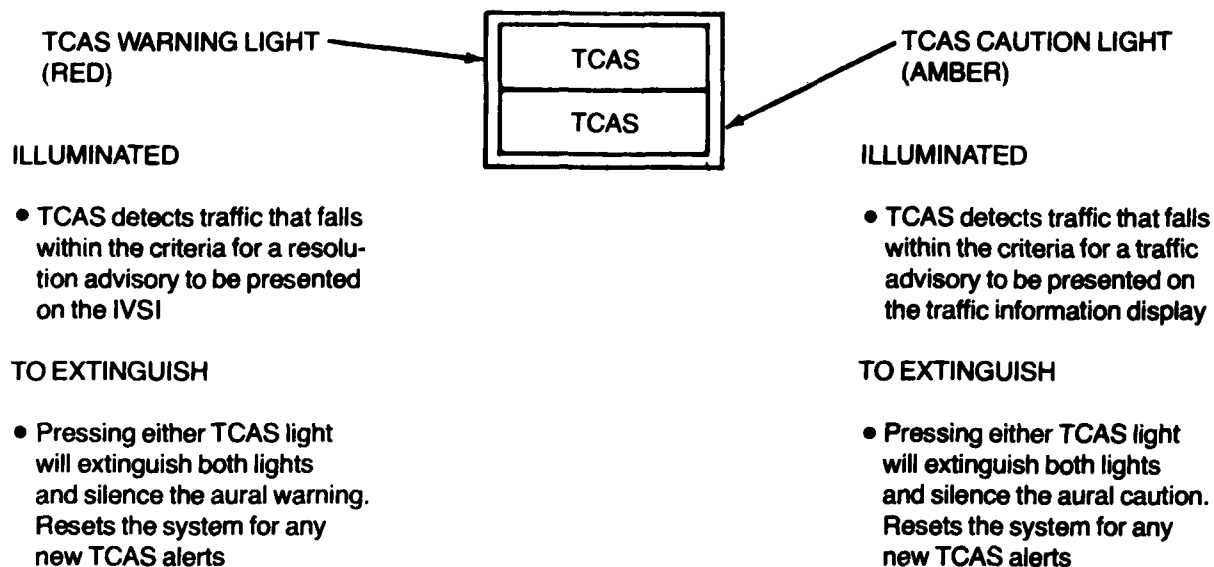 TCAS WARNING LIGHT
(RED)
TCAS
TCAS
TCAS CAUTION LIGHT
(AMBER)
ILLUMINATED
• TCAS detects traffic that falls
within the criteria for a resolu-
tion advisory to be presented
on the IVSI
TO EXTINGUISH
• Pressing either TCAS light
will extinguish both lights
and silence the aural warning.
Resets the system for any
new TCAS alerts
ILLUMINATED
• TCAS detects traffic that falls
within the criteria for a traffic
advisory to be presented on
the traffic information display
TO EXTINGUISH
• Pressing either TCAS light
will extinguish both lights
and silence the aural caution.
Resets the system for any
new TCAS alerts